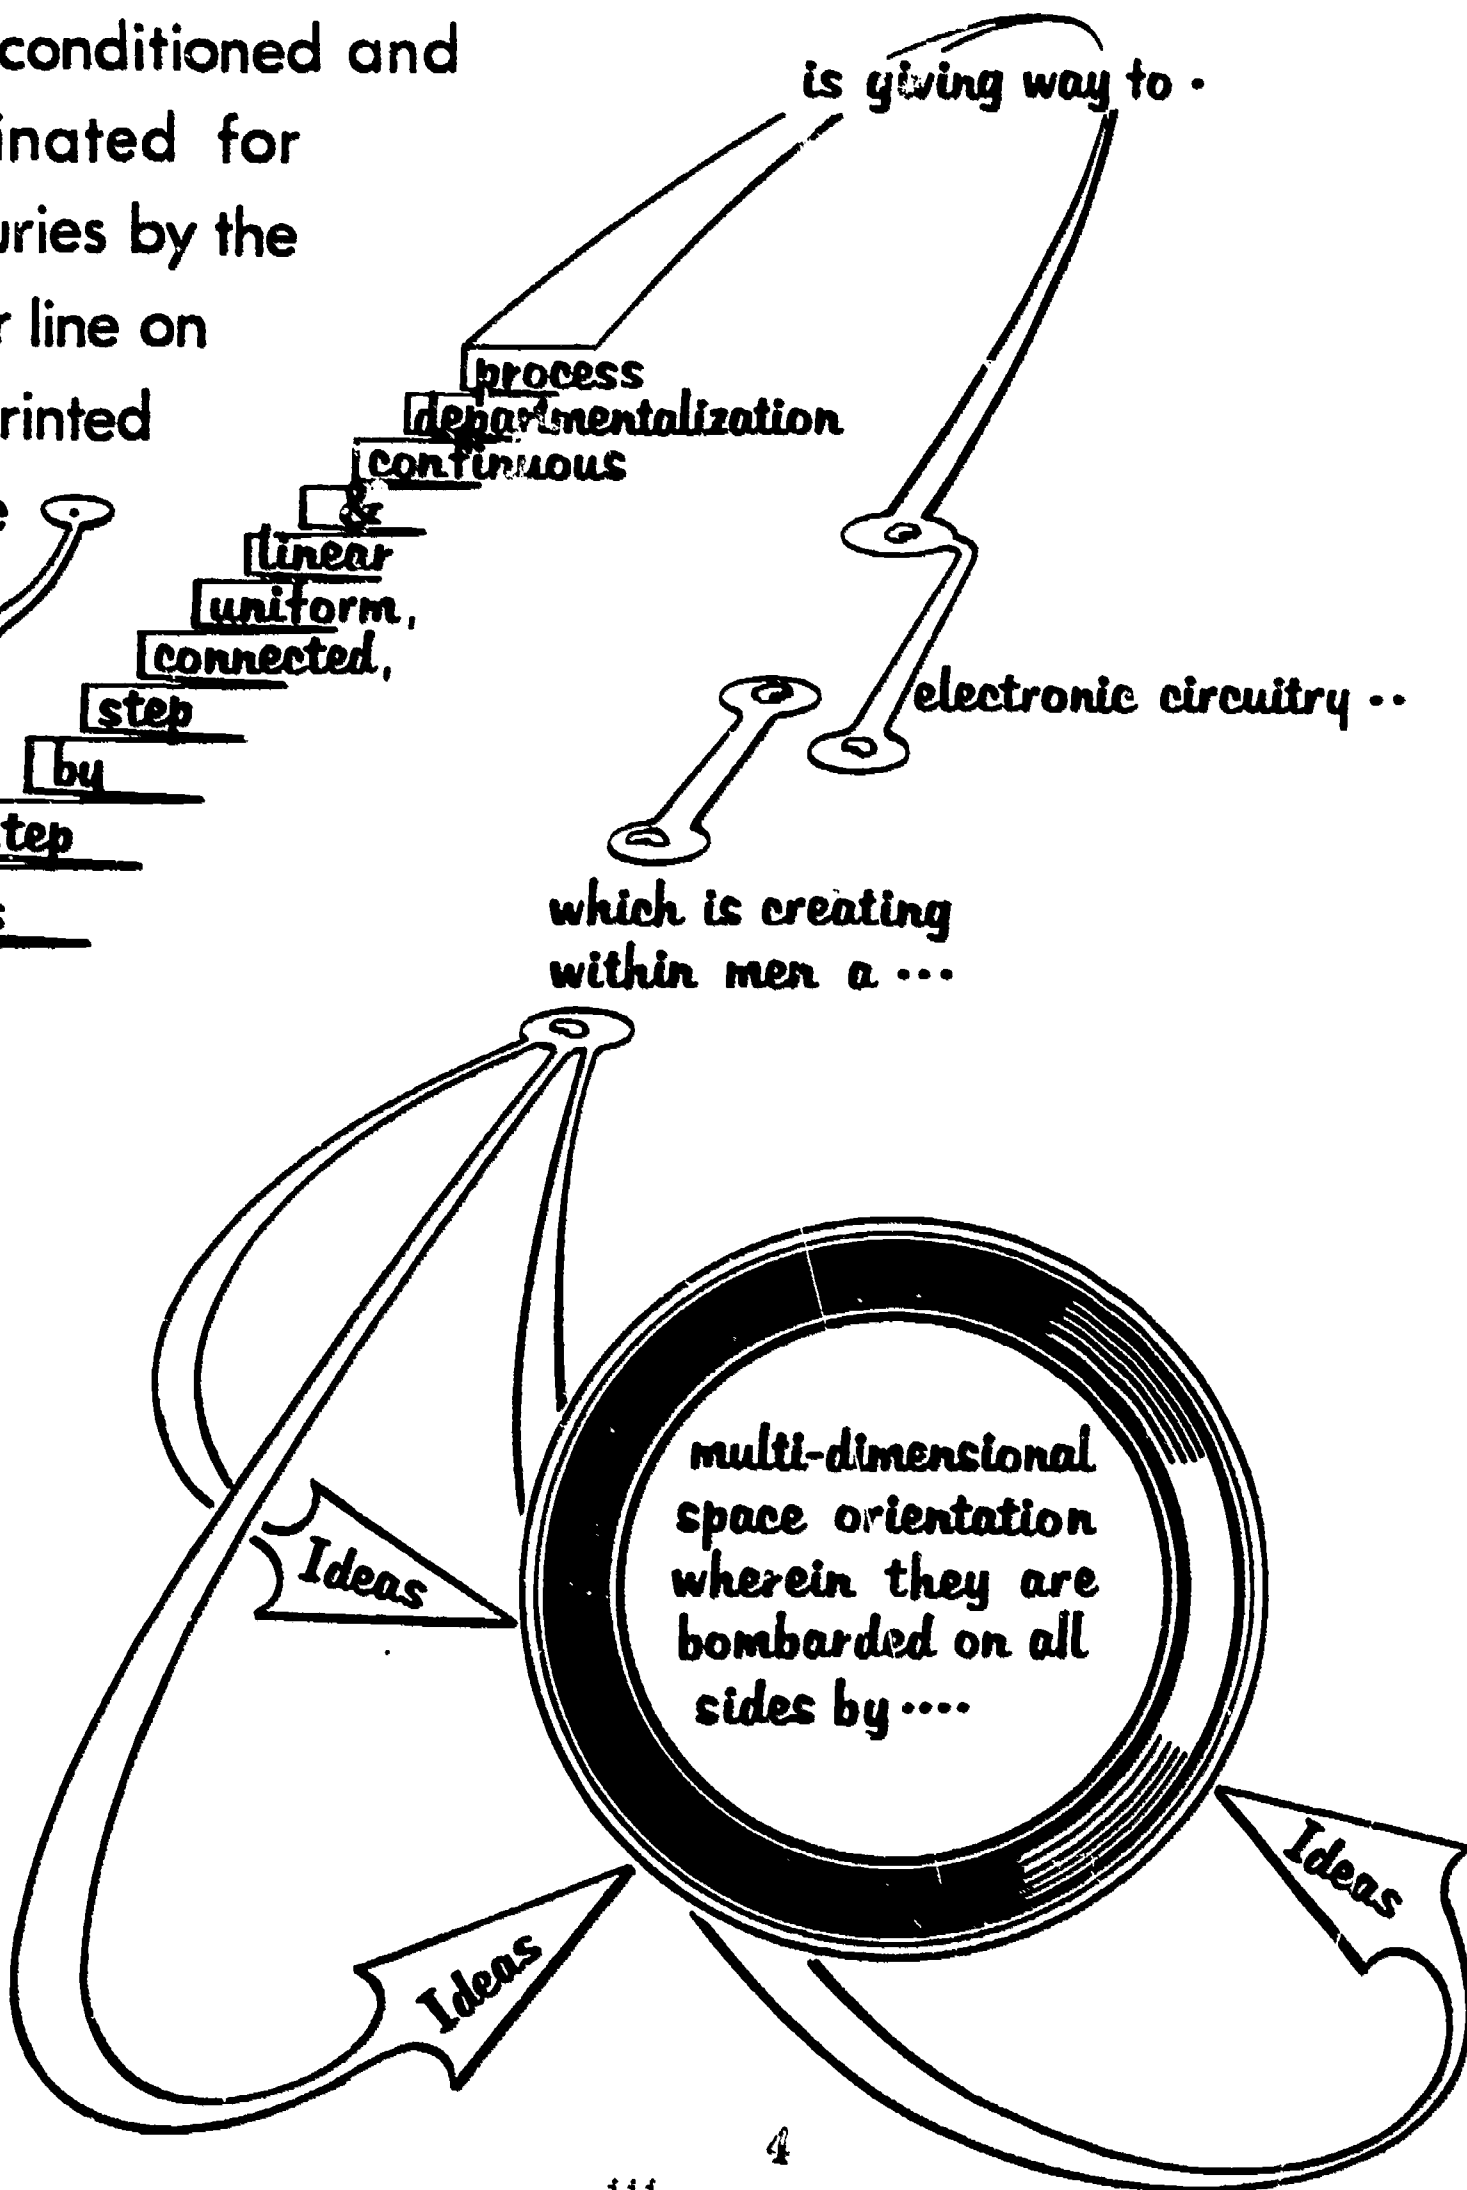 conditioned and
inated for
uries by the
r line on
rinted
e
s
tep
by
step
connected,
uniform,
linear
&
continuous
departmentalization
process
is giving way to ·
electronic circuitry ··
which is creating
within men a ···
multi-dimensional
space orientation
wherein they are
bombarded on all
sides by ····
Ideas
Ideas
Ideas
4
iii